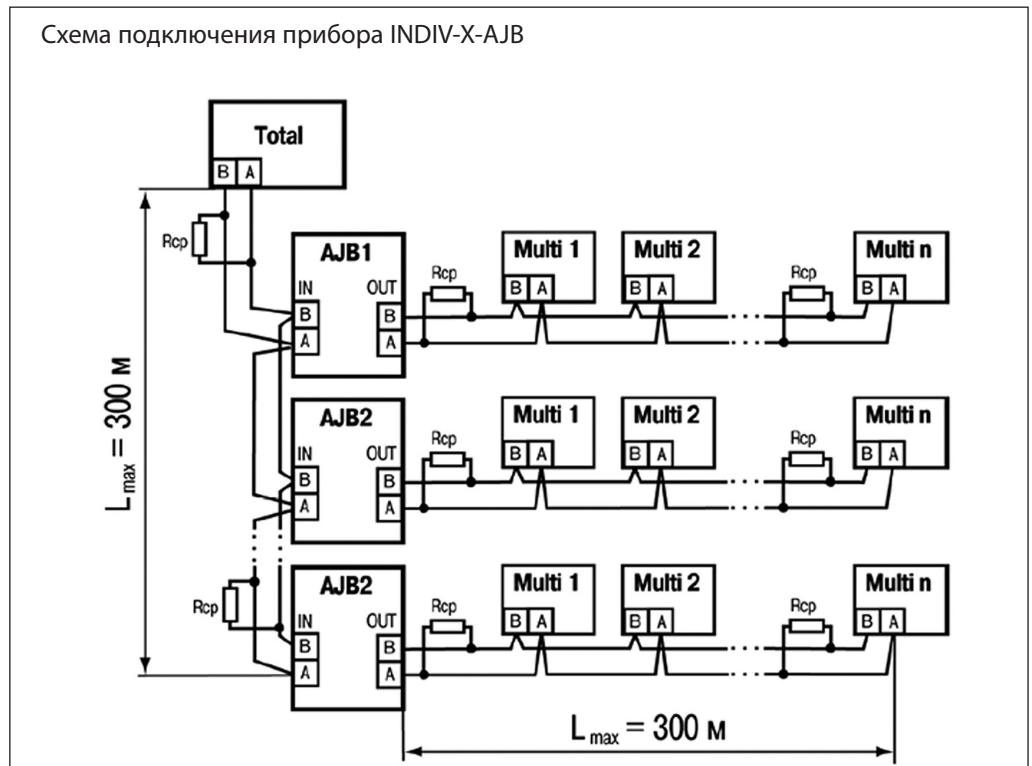 Схема подключения прибора INDIV-X-AJB
Total
B A
Rcp
AJB1
IN OUT
B B
A A
Rcp
Multi 1
B A
Multi 2
B A
Rcp
Multi n
B A
AJB2
IN OUT
B B
A A
Rcp
Multi 1
B A
Multi 2
B A
Rcp
Multi n
B A
Rcp
AJB2
IN OUT
B B
A A
Rcp
Multi 1
B A
Multi 2
B A
Rcp
Multi n
B A
L max = 300 м
L max = 300 м